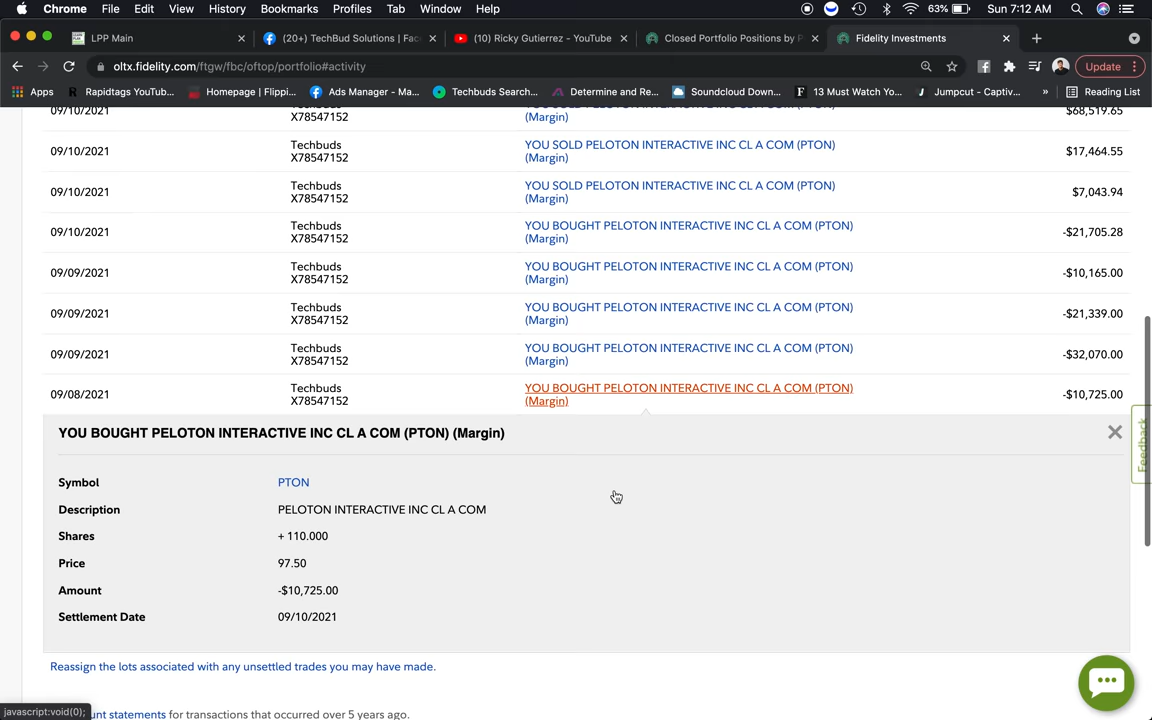 Chrome File Edit View History Bookmarks Profiles Tab Window Help 63% Sun 7:12 AM
LPP Main (20+) TechBud Solutions | Fac (10) Ricky Gutierrez - YouTube Closed Portfolio Positions by P Fidelity Investments
oltx.fidelity.com/ftgw/fbc/oftop/portfolio#activity Update
Apps Rapidtags YouTub... Homepage | Flippi... Ads Manager - Ma... Techbuds Search... Determine and Re... Soundcloud Down... 13 Must Watch Yo... Jumpcut - Captiv... » Reading List
09/10/2021 Techbuds (Margin) $68,519.65
X78547152
09/10/2021 Techbuds YOU SOLD PELOTON INTERACTIVE INC CL A COM (PTON) $17,464.55
X78547152 (Margin)
09/10/2021 Techbuds YOU SOLD PELOTON INTERACTIVE INC CL A COM (PTON) $7,043.94
X78547152 (Margin)
09/10/2021 Techbuds YOU BOUGHT PELOTON INTERACTIVE INC CL A COM (PTON) -$21,705.28
X78547152 (Margin)
09/09/2021 Techbuds YOU BOUGHT PELOTON INTERACTIVE INC CL A COM (PTON) -$10,165.00
X78547152 (Margin)
09/09/2021 Techbuds YOU BOUGHT PELOTON INTERACTIVE INC CL A COM (PTON) -$21,339.00
X78547152 (Margin)
09/09/2021 Techbuds YOU BOUGHT PELOTON INTERACTIVE INC CL A COM (PTON) -$32,070.00
X78547152 (Margin)
09/08/2021 Techbuds YOU BOUGHT PELOTON INTERACTIVE INC CL A COM (PTON) -$10,725.00
X78547152 (Margin)
YOU BOUGHT PELOTON INTERACTIVE INC CL A COM (PTON) (Margin)
Feedback
Symbol PTON
Description PELOTON INTERACTIVE INC CL A COM
Shares + 110.000
Price 97.50
Amount -$10,725.00
Settlement Date 09/10/2021
Reassign the lots associated with any unsettled trades you may have made.
javascript:void(0);
unt statements for transactions that occurred over 5 years ago.